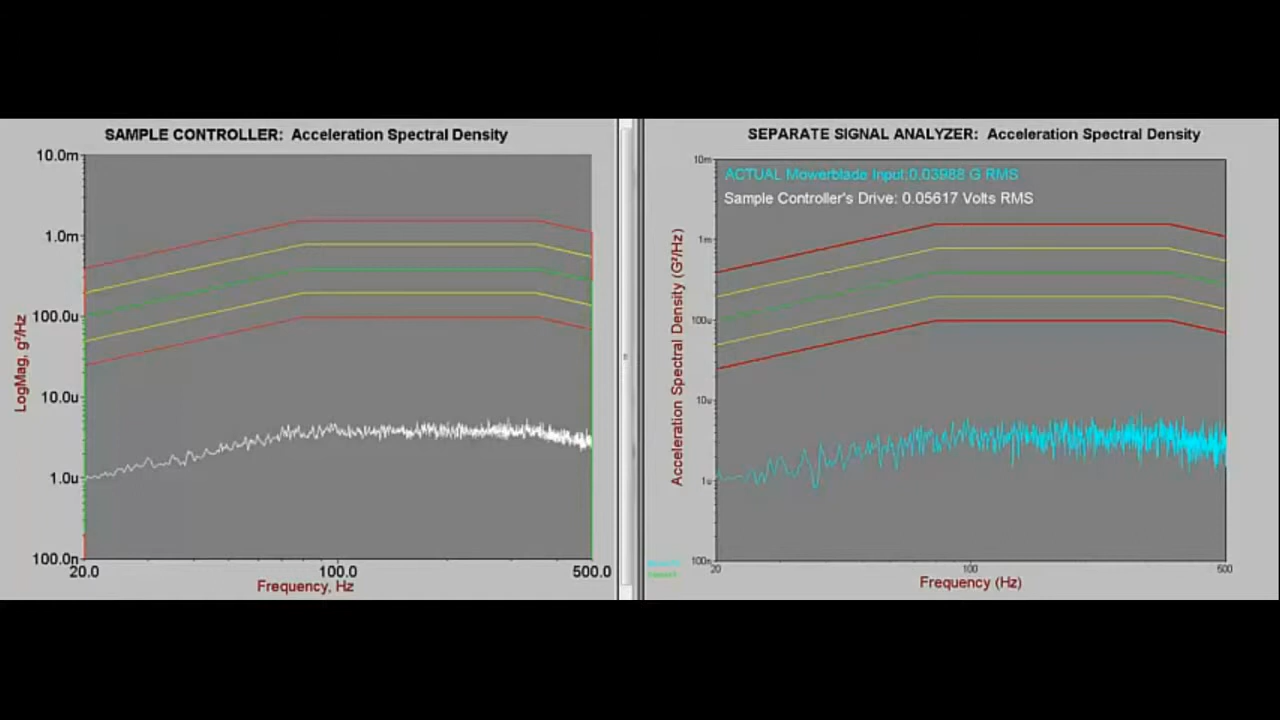 SAMPLE CONTROLLER: Acceleration Spectral Density
10.0m
1.0m
100.0u
10.0u
1.0u
100.0n
LogMag, g²/Hz
20.0
100.0
500.0
Frequency, Hz
SEPARATE SIGNAL ANALYZER: Acceleration Spectral Density
ACTUAL Mowerblade Input:0.03988 G RMS
Sample Controller's Drive: 0.05617 Volts RMS
10m
1m
100u
10u
1u
100n
Acceleration Spectral Density (G²/Hz)
20
100
500
Frequency (Hz)